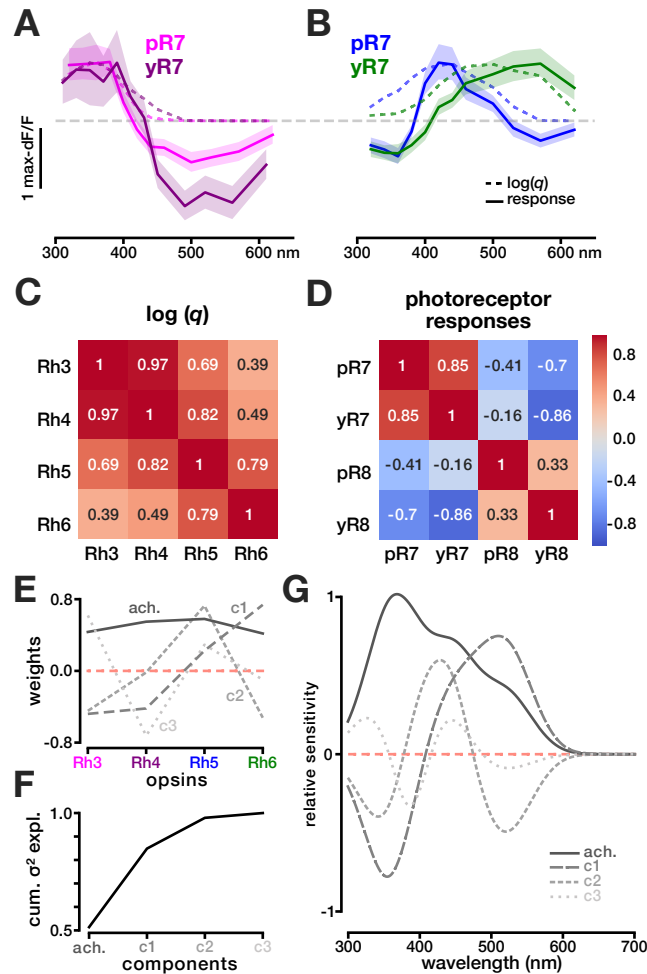 A
pR7
yR7
1 max-dF/F
300 400 500 600 nm
B
pR7
yR7
log(q)
response
300 400 500 600 nm
C
log (q)
Rh3 1 0.97 0.69 0.39
Rh4 0.97 1 0.82 0.49
Rh5 0.69 0.82 1 0.79
Rh6 0.39 0.49 0.79 1
Rh3 Rh4 Rh5 Rh6
D
photoreceptor
responses
pR7 1 0.85 -0.41 -0.7
yR7 0.85 1 -0.16 -0.86
pR8 -0.41 -0.16 1 0.33
yR8 -0.7 -0.86 0.33 1
pR7 yR7 pR8 yR8
0.8
0.4
0.0
-0.4
-0.8
E
weights
0.8
0.0
-0.8
ach.
c1
c2
c3
Rh3 Rh4 Rh5 Rh6
opsins
F
cum. σ² expl.
1.0
0.5
ach. c1 c2 c3
components
G
relative sensitivity
1
0
-1
ach.
c1
c2
c3
300 400 500 600 700
wavelength (nm)